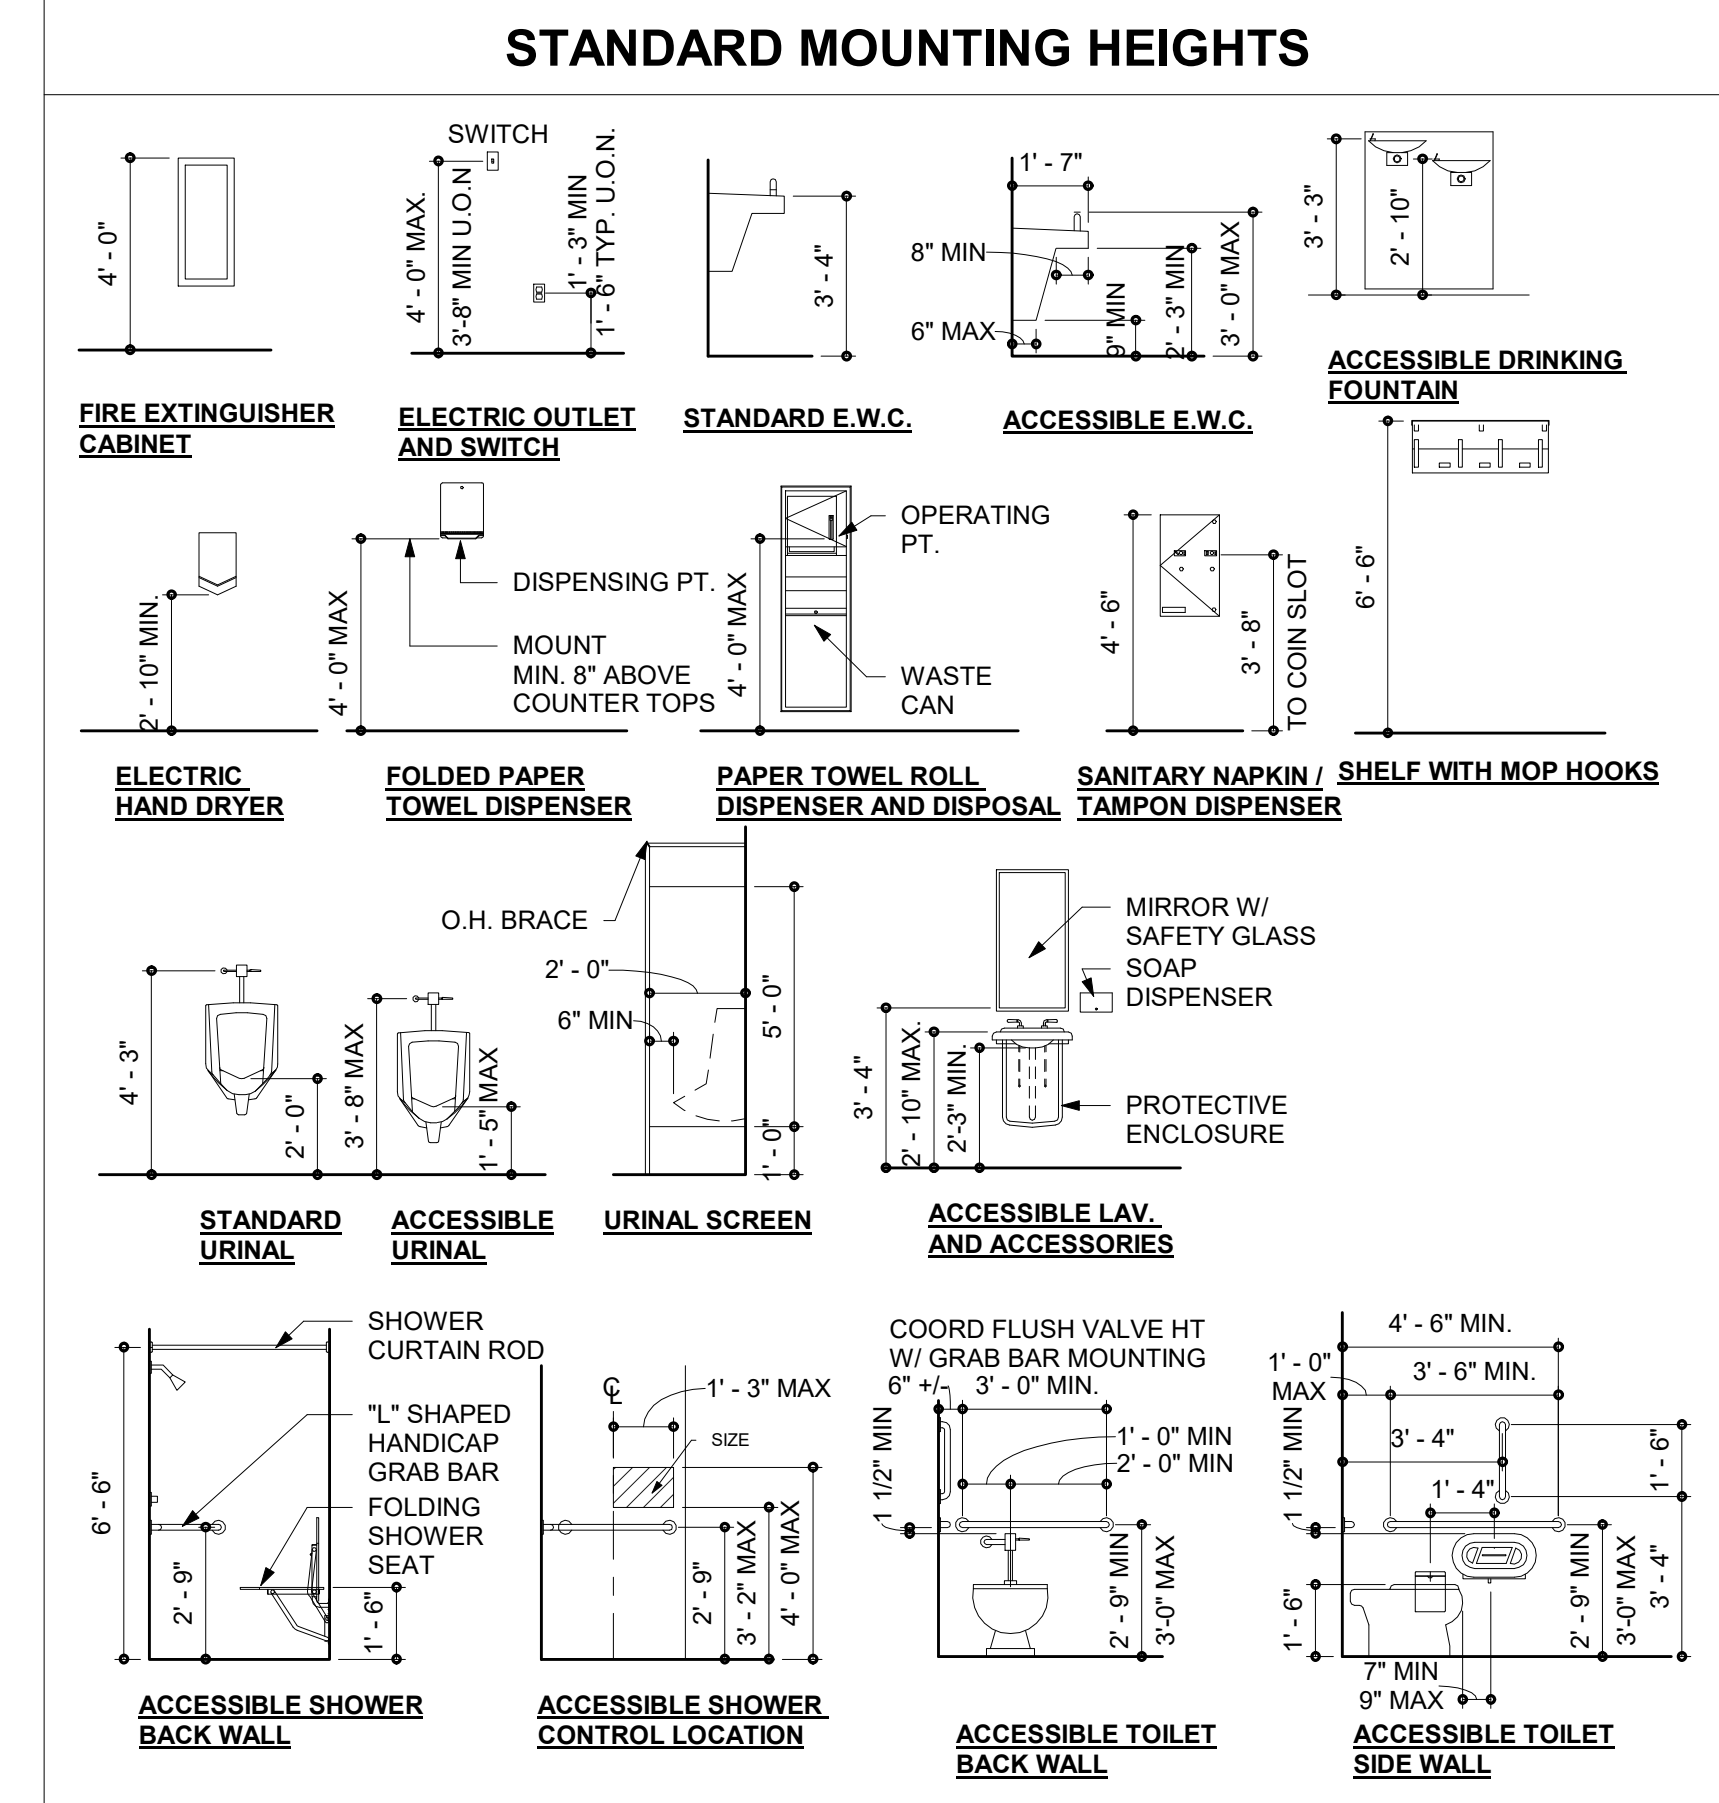 STANDARD MOUNTING HEIGHTS
4' - 0"
FIRE EXTINGUISHER
CABINET
SWITCH
4' - 0" MAX.
3'-8" MIN U.O.N
1' - 3" MIN
1' - 6" TYP. U.O.N.
ELECTRIC OUTLET
AND SWITCH
3' - 4"
STANDARD E.W.C.
1' - 7"
8" MIN
6" MAX
9" MIN
2' - 3" MIN
3' - 0" MAX
ACCESSIBLE E.W.C.
3' - 3"
2' - 10"
ACCESSIBLE DRINKING
FOUNTAIN
2' - 10" MIN.
ELECTRIC
HAND DRYER
4' - 0" MAX
DISPENSING PT.
MOUNT
MIN. 8" ABOVE
COUNTER TOPS
FOLDED PAPER
TOWEL DISPENSER
4' - 0" MAX
OPERATING
PT.
WASTE
CAN
PAPER TOWEL ROLL
DISPENSER AND DISPOSAL
4' - 6"
3' - 8"
TO COIN SLOT
SANITARY NAPKIN /
TAMPON DISPENSER
6' - 6"
SHELF WITH MOP HOOKS
4' - 3"
2' - 0"
STANDARD
URINAL
3' - 8" MAX
1' - 5" MAX
ACCESSIBLE
URINAL
O.H. BRACE
2' - 0"
6" MIN
5' - 0"
1' - 0"
URINAL SCREEN
MIRROR W/
SAFETY GLASS
SOAP
DISPENSER
3' - 4"
2' - 10" MAX.
2'-3" MIN.
PROTECTIVE
ENCLOSURE
ACCESSIBLE LAV.
AND ACCESSORIES
SHOWER
CURTAIN ROD
"L" SHAPED
HANDICAP
GRAB BAR
FOLDING
SHOWER
SEAT
6' - 6"
2' - 9"
1' - 6"
ACCESSIBLE SHOWER
BACK WALL
℄
1' - 3" MAX
SIZE
2' - 9"
3' - 2" MAX
4' - 0" MAX
ACCESSIBLE SHOWER
CONTROL LOCATION
COORD FLUSH VALVE HT
W/ GRAB BAR MOUNTING
6" +/-
3' - 0" MIN.
1 1/2" MIN
1' - 0" MIN
2' - 0" MIN
2' - 9" MIN
3'-0" MAX
ACCESSIBLE TOILET
BACK WALL
4' - 6" MIN.
1' - 0"
MAX
3' - 6" MIN.
1 1/2" MIN
3' - 4"
1' - 6"
1' - 4"
1' - 6"
2' - 9" MIN
3'-0" MAX
3' - 4"
7" MIN
9" MAX
ACCESSIBLE TOILET
SIDE WALL